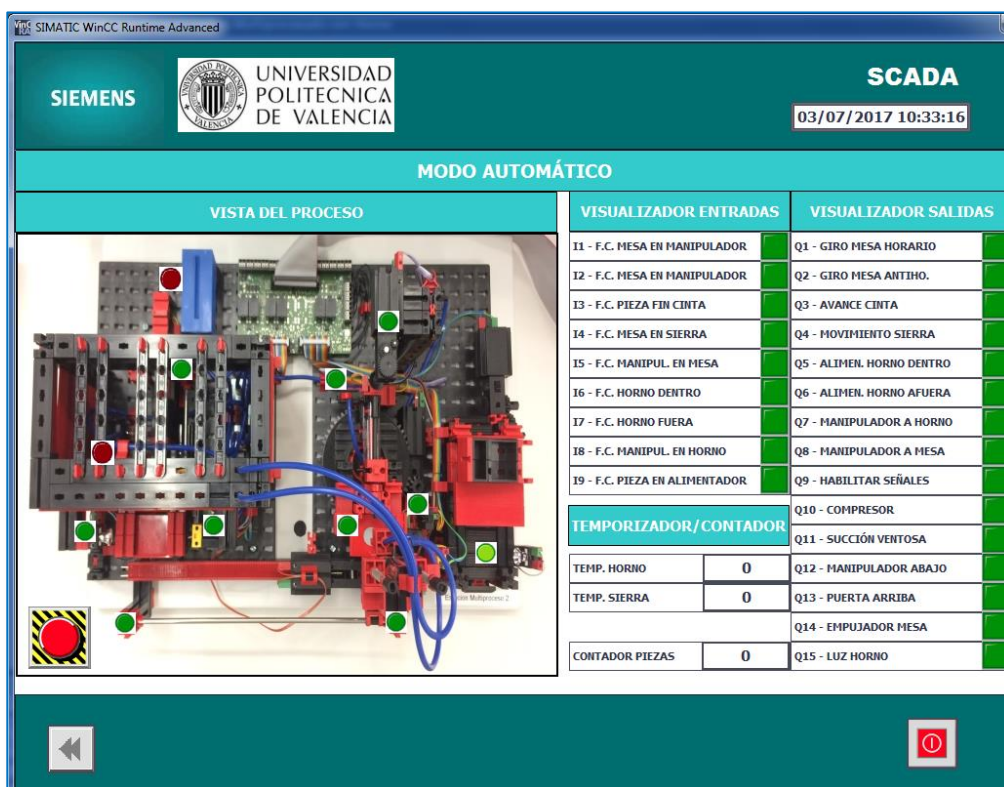 SIMATIC WinCC Runtime Advanced
SIEMENS
UNIVERSIDAD
POLITECNICA
DE VALENCIA
SCADA
03/07/2017 10:33:16
MODO AUTOMÁTICO
VISTA DEL PROCESO
VISUALIZADOR ENTRADAS
VISUALIZADOR SALIDAS
I1 - F.C. MESA EN MANIPULADOR
Q1 - GIRO MESA HORARIO
I2 - F.C. MESA EN MANIPULADOR
Q2 - GIRO MESA ANTIHO.
I3 - F.C. PIEZA FIN CINTA
Q3 - AVANCE CINTA
I4 - F.C. MESA EN SIERRA
Q4 - MOVIMIENTO SIERRA
I5 - F.C. MANIPUL. EN MESA
Q5 - ALIMEN. HORNO DENTRO
I6 - F.C. HORNO DENTRO
Q6 - ALIMEN. HORNO AFUERA
I7 - F.C. HORNO FUERA
Q7 - MANIPULADOR A HORNO
I8 - F.C. MANIPUL. EN HORNO
Q8 - MANIPULADOR A MESA
I9 - F.C. PIEZA EN ALIMENTADOR
Q9 - HABILITAR SEÑALES
Q10 - COMPRESOR
TEMPORIZADOR/CONTADOR
Q11 - SUCCIÓN VENTOSA
TEMP. HORNO 0
Q12 - MANIPULADOR ABAJO
TEMP. SIERRA 0
Q13 - PUERTA ARRIBA
Q14 - EMPUJADOR MESA
CONTADOR PIEZAS 0
Q15 - LUZ HORNO
Multiproceso 2